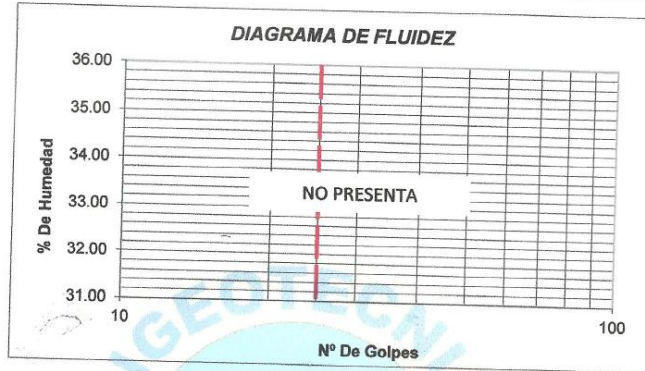 DIAGRAMA DE FLUIDEZ
36.00
35.00
34.00
33.00
32.00
31.00
% De Humedad
NO PRESENTA
10
100
Nº De Golpes
IGEOTECNI